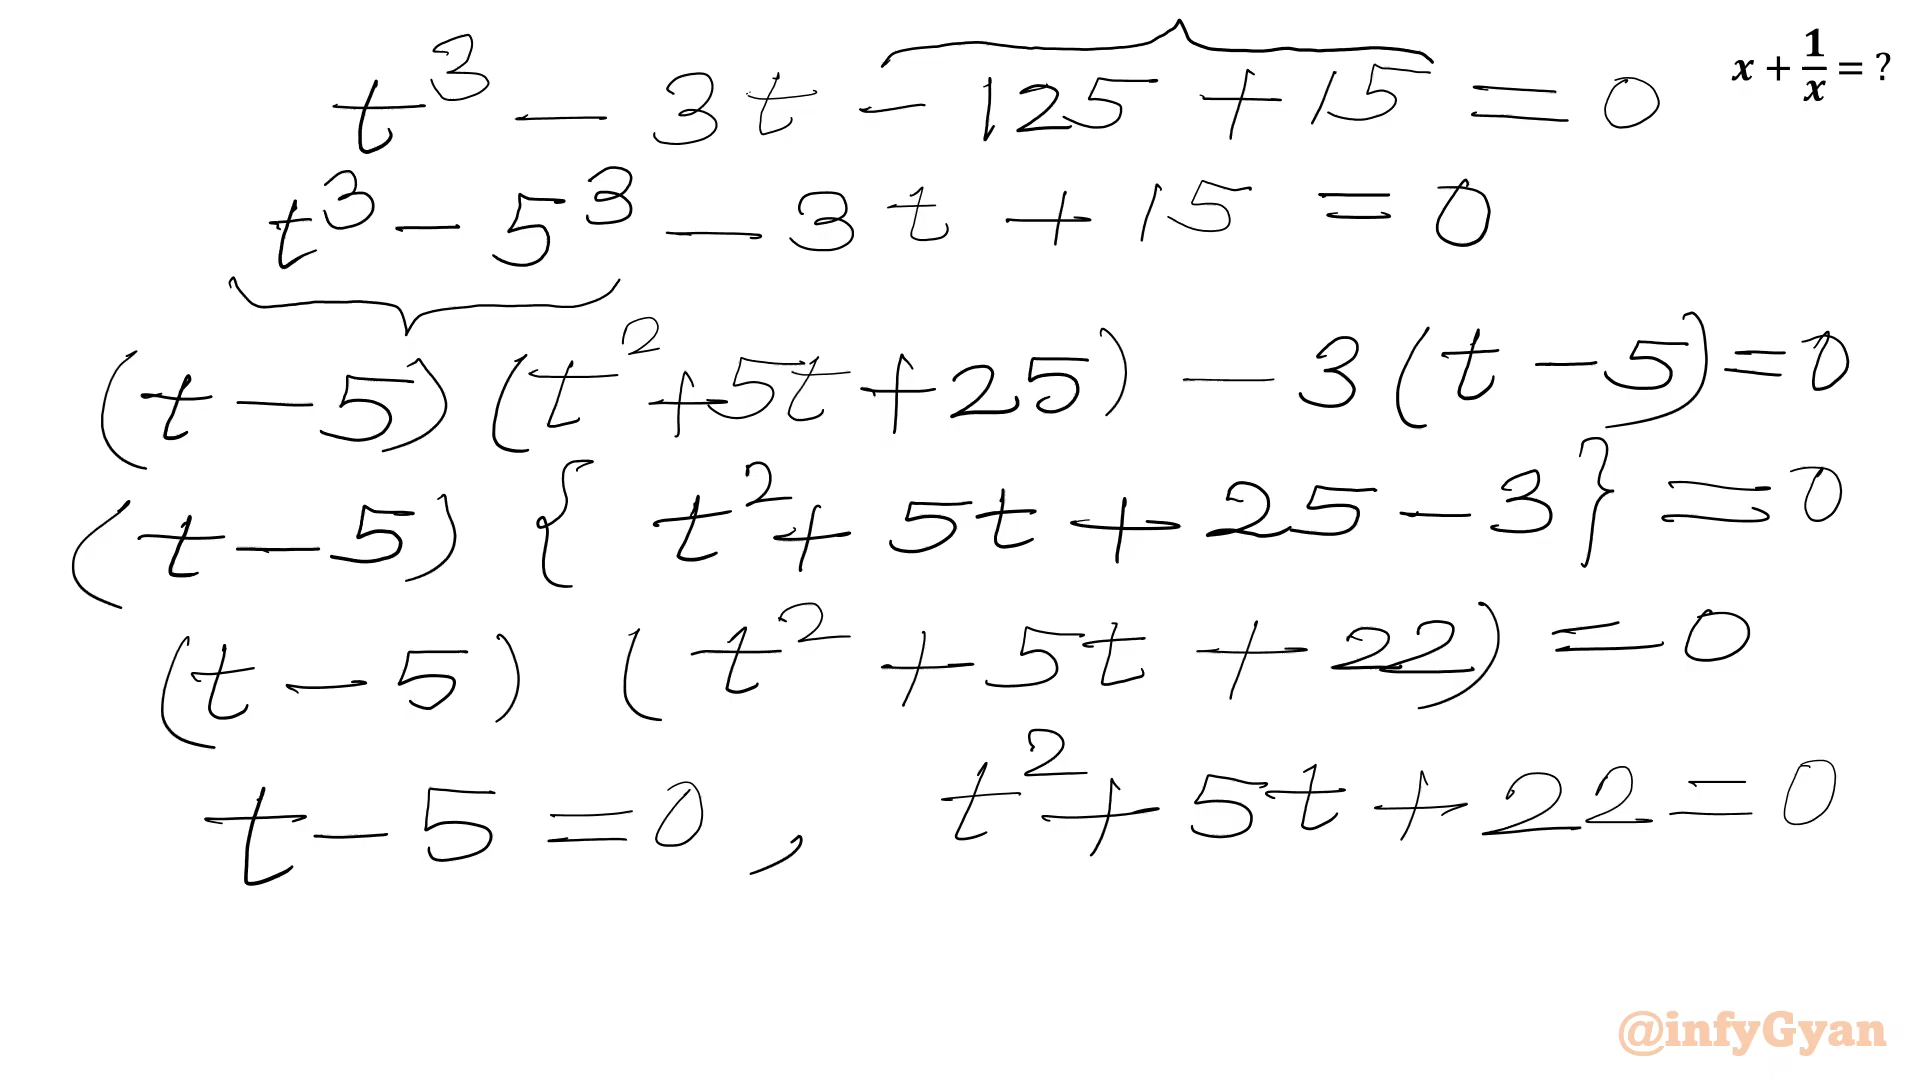 x + 1/x = ?
t³ - 3t - 125 + 15 = 0
t³ - 5³ - 3t + 15 = 0
(t - 5) (t² + 5t + 25) - 3(t - 5) = 0
(t - 5) { t² + 5t + 25 - 3} = 0
(t - 5) (t² + 5t + 22) = 0
t - 5 = 0 , t² + 5t + 22 = 0
@infyGyan